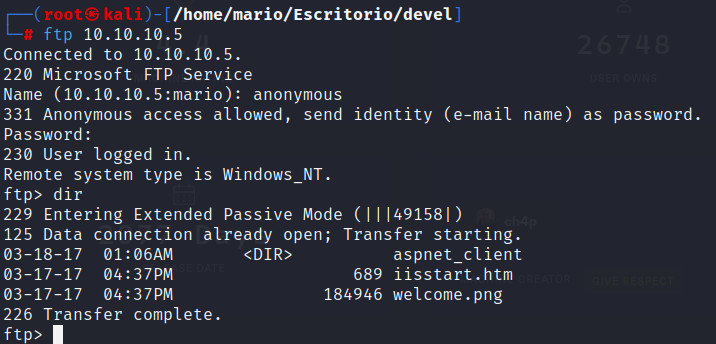 ┌──(root㉿kali)-[/home/mario/Escritorio/devel]
└─# ftp 10.10.10.5
Connected to 10.10.10.5.
220 Microsoft FTP Service
Name (10.10.10.5:mario): anonymous
331 Anonymous access allowed, send identity (e-mail name) as password.
Password:
230 User logged in.
Remote system type is Windows_NT.
ftp> dir
229 Entering Extended Passive Mode (|||49158|)
125 Data connection already open; Transfer starting.
03-18-17  01:06AM       <DIR>          aspnet_client
03-17-17  04:37PM                  689 iisstart.htm
03-17-17  04:37PM               184946 welcome.png
226 Transfer complete.
ftp>
26748
USER OWNS
ch4p
CREATOR